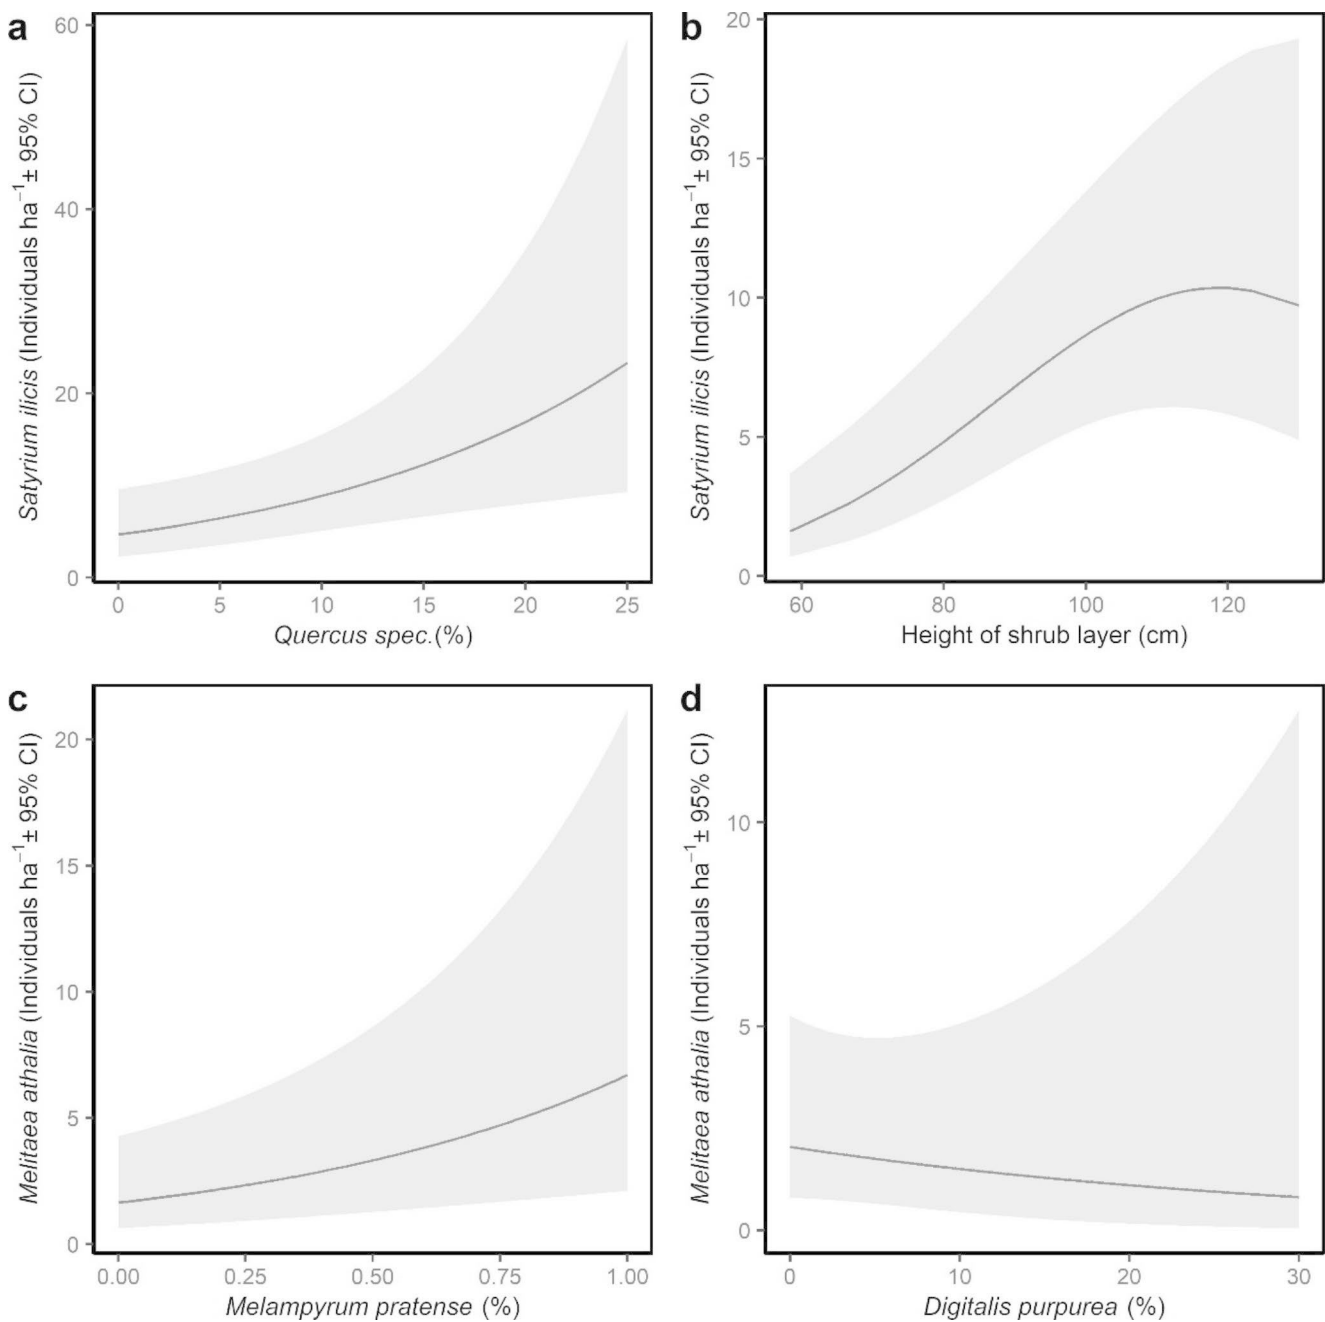 a
60
40
20
0
Satyrium ilicis (Individuals ha⁻¹± 95% CI)
0 5 10 15 20 25
Quercus spec.(%)
b
20
15
10
5
0
Satyrium ilicis (Individuals ha⁻¹± 95% CI)
60 80 100 120
Height of shrub layer (cm)
c
20
15
10
5
0
Melitaea athalia (Individuals ha⁻¹± 95% CI)
0.00 0.25 0.50 0.75 1.00
Melampyrum pratense (%)
d
10
5
0
Melitaea athalia (Individuals ha⁻¹± 95% CI)
0 10 20 30
Digitalis purpurea (%)